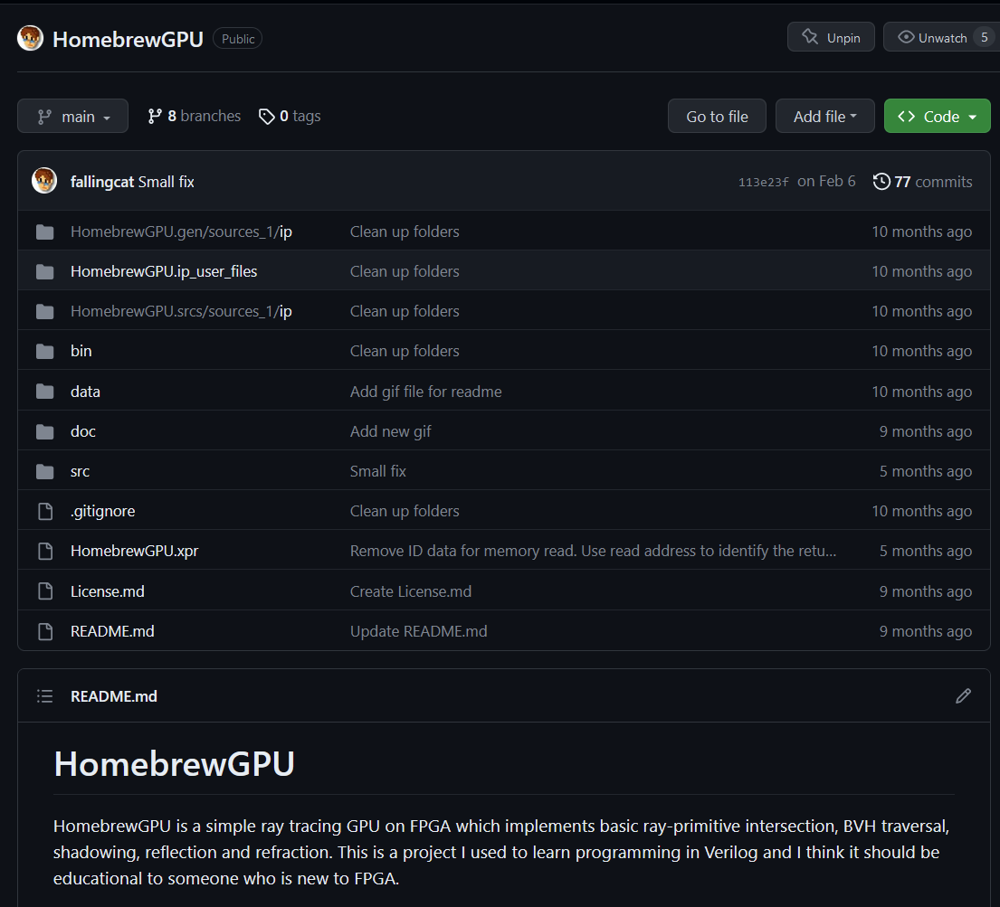 HomebrewGPU Public Unpin Unwatch 5
main 8 branches 0 tags Go to file Add file Code
fallingcat Small fix 113e23f on Feb 6 77 commits
HomebrewGPU.gen/sources_1/ip Clean up folders 10 months ago
HomebrewGPU.ip_user_files Clean up folders 10 months ago
HomebrewGPU.srcs/sources_1/ip Clean up folders 10 months ago
bin Clean up folders 10 months ago
data Add gif file for readme 10 months ago
doc Add new gif 9 months ago
src Small fix 5 months ago
.gitignore Clean up folders 10 months ago
HomebrewGPU.xpr Remove ID data for memory read. Use read address to identify the retu... 5 months ago
License.md Create License.md 9 months ago
README.md Update README.md 9 months ago
README.md
HomebrewGPU
HomebrewGPU is a simple ray tracing GPU on FPGA which implements basic ray-primitive intersection, BVH traversal,
shadowing, reflection and refraction. This is a project I used to learn programming in Verilog and I think it should be
educational to someone who is new to FPGA.